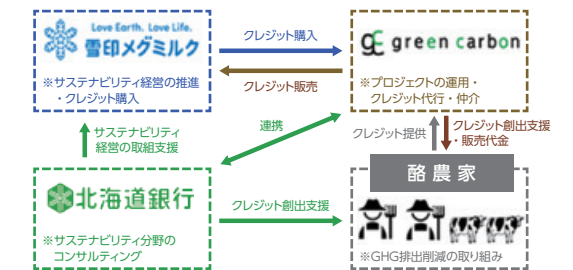 Love Earth. Love Life.
雪印メグミルク
※サステナビリティ経営の推進
・クレジット購入
クレジット購入
クレジット販売
green carbon
※プロジェクトの運用・
クレジット代行・仲介
サステナビリティ
経営の取組支援
連携
クレジット提供
クレジット創出支援
・販売代金
北海道銀行
※サステナビリティ分野の
コンサルティング
クレジット創出支援
酪農家
※GHG排出削減の取り組み